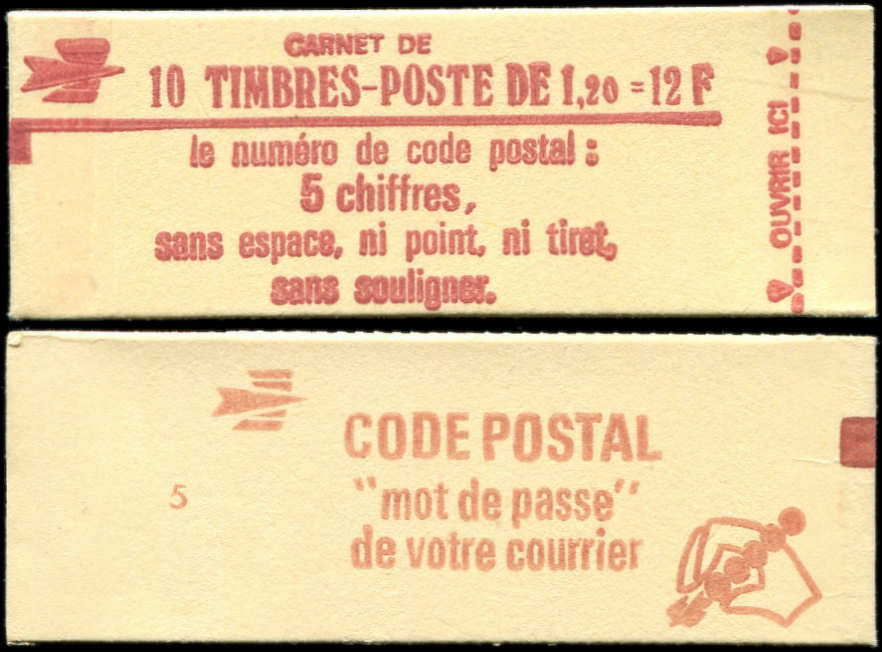 CARNET DE
10 TIMBRES-POSTE DE 1,20 = 12 F
le numéro de code postal :
5 chiffres,
sans espace, ni point, ni tiret,
sans souligner.
OUVRIR ICI
CODE POSTAL
5
"mot de passe"
de votre courrier